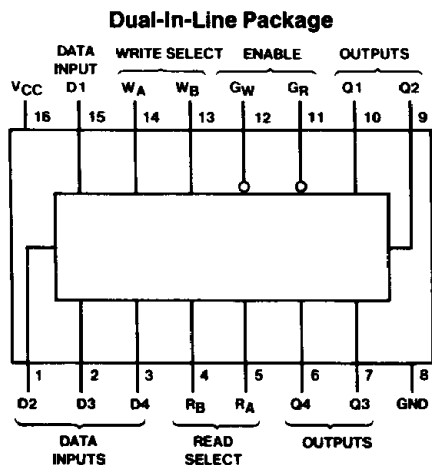 Dual-In-Line Package
DATA INPUT WRITE SELECT ENABLE OUTPUTS
VCC D1 WA WB GW GR Q1 Q2
16 15 14 13 12 11 10 9
1 2 3 4 5 6 7 8
D2 D3 D4 RB RA Q4 Q3 GND
DATA INPUTS READ SELECT OUTPUTS